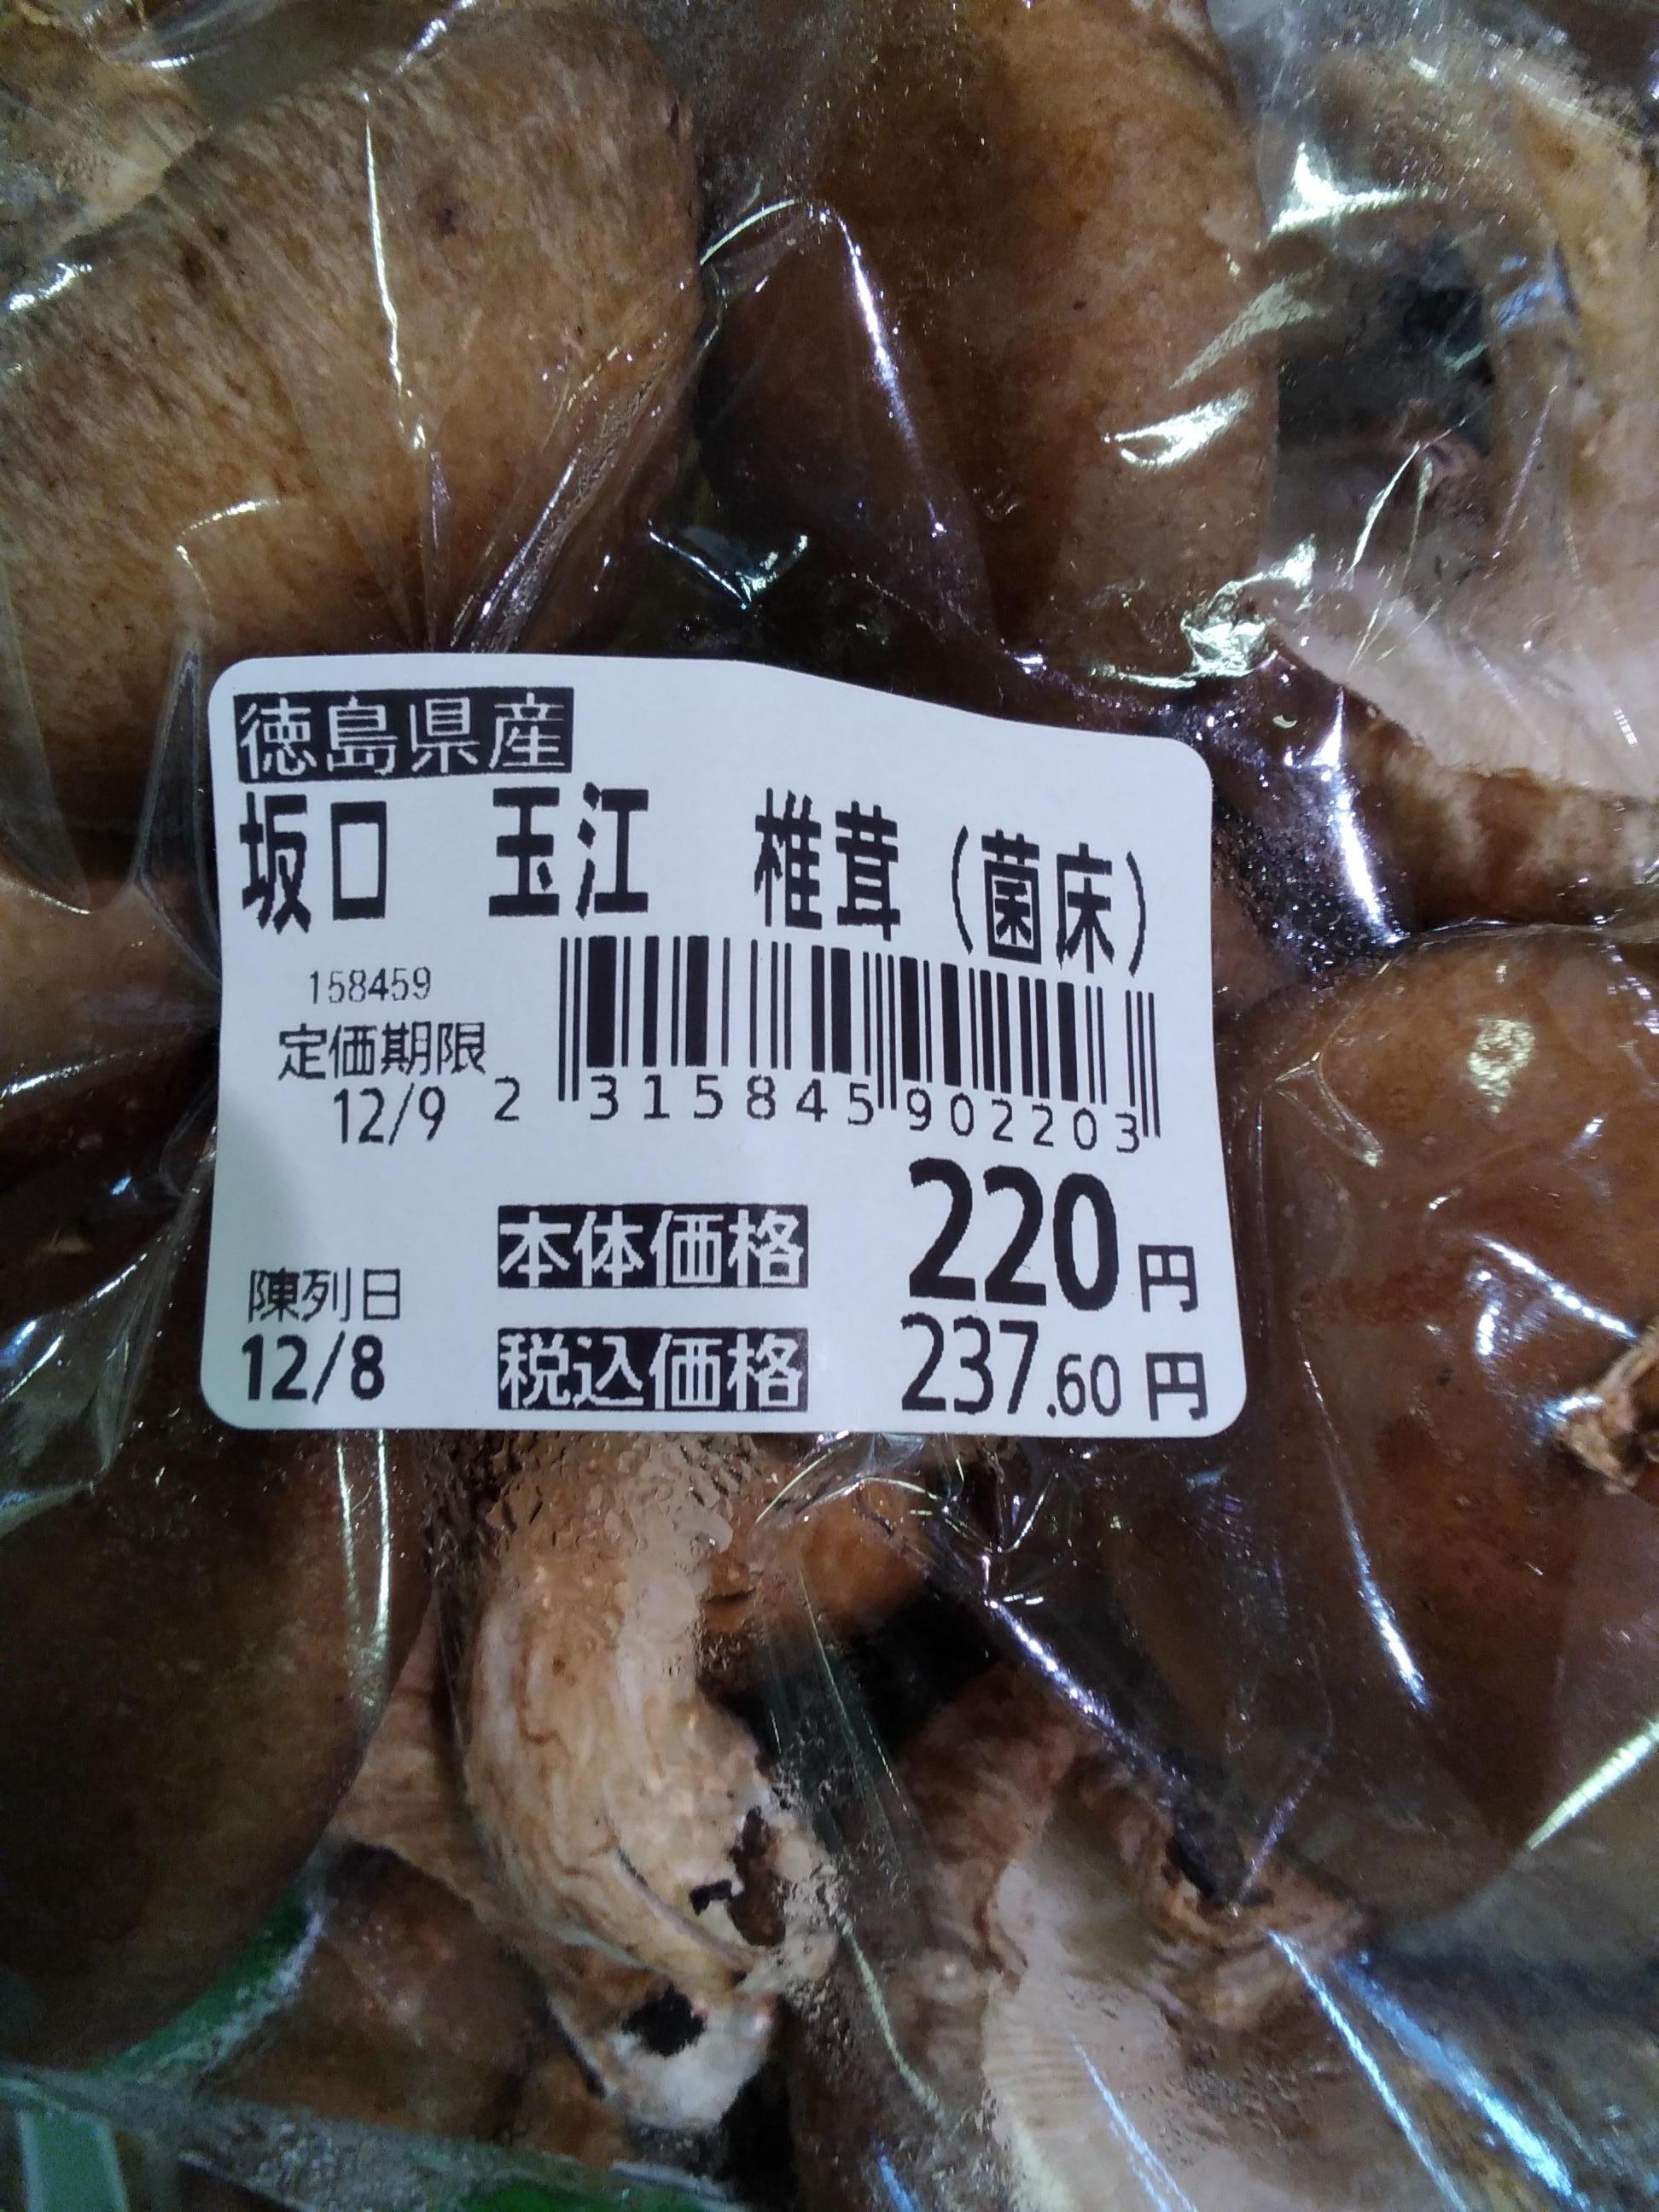 徳島県産
坂口　玉江　椎茸（菌床）
158459
定価期限
12/9
2 315845 902203
本体価格 220円
陳列日
12/8
税込価格 237.60円